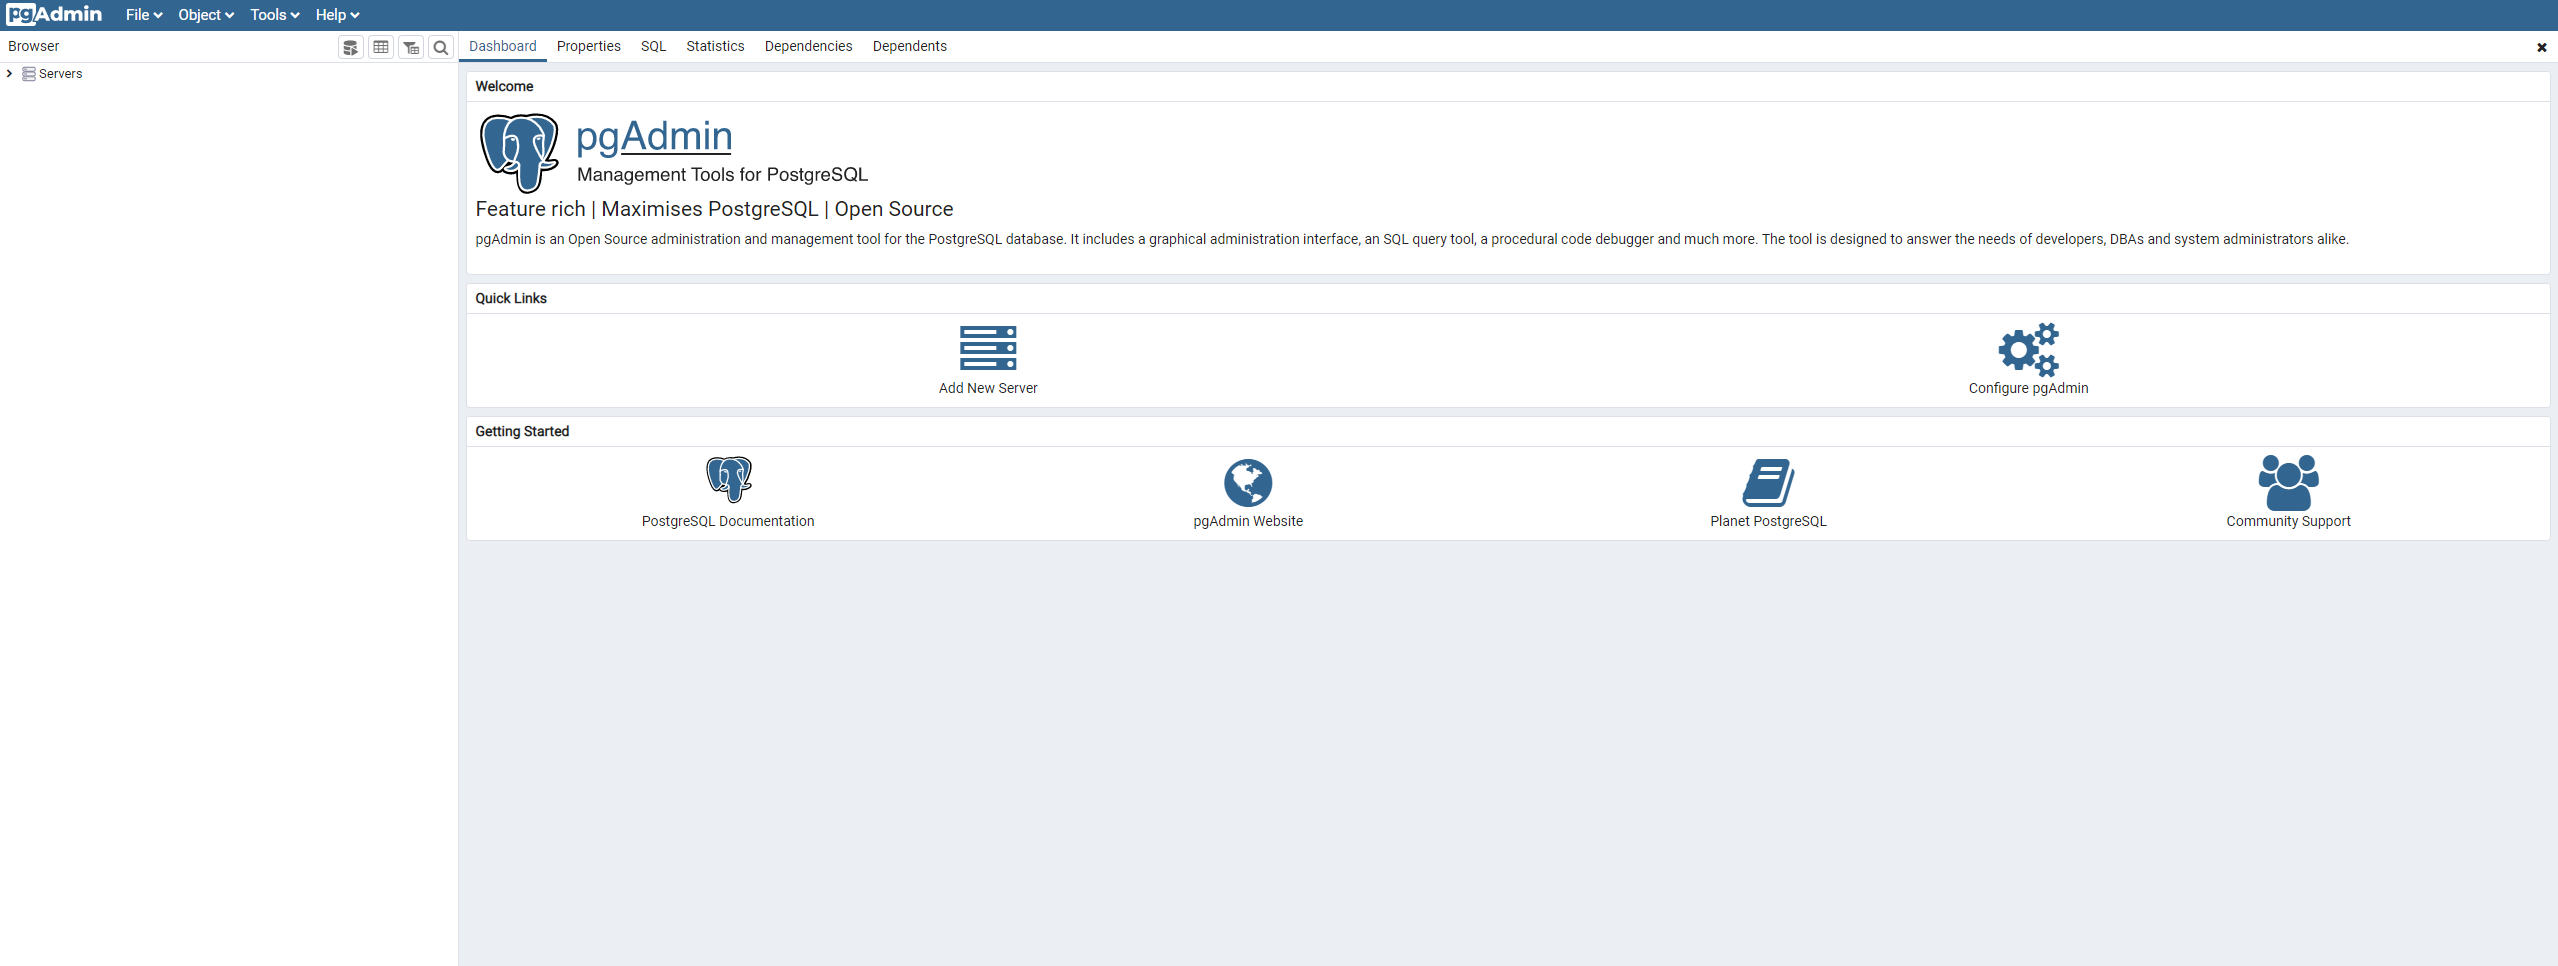 pgAdmin File Object Tools Help
Browser
Dashboard Properties SQL Statistics Dependencies Dependents
Servers
Welcome
pgAdmin
Management Tools for PostgreSQL
Feature rich | Maximises PostgreSQL | Open Source
pgAdmin is an Open Source administration and management tool for the PostgreSQL database. It includes a graphical administration interface, an SQL query tool, a procedural code debugger and much more. The tool is designed to answer the needs of developers, DBAs and system administrators alike.
Quick Links
Add New Server
Configure pgAdmin
Getting Started
PostgreSQL Documentation
pgAdmin Website
Planet PostgreSQL
Community Support